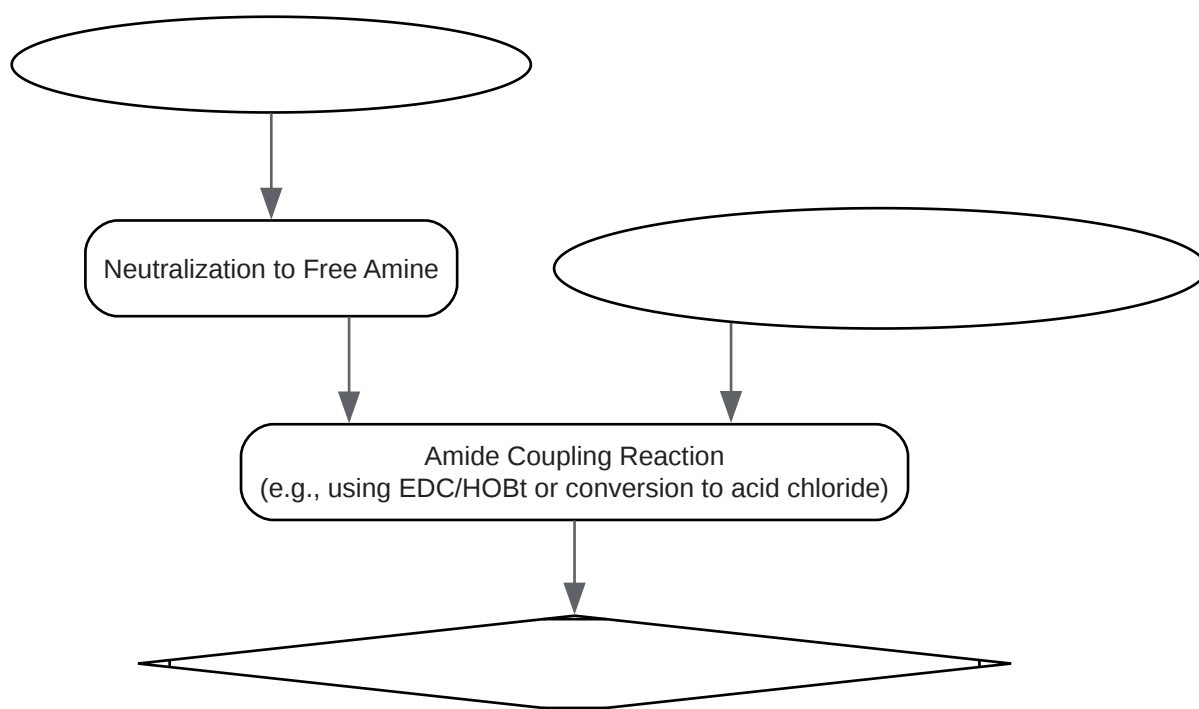 Neutralization to Free Amine
Amide Coupling Reaction
(e.g., using EDC/HOBt or conversion to acid chloride)